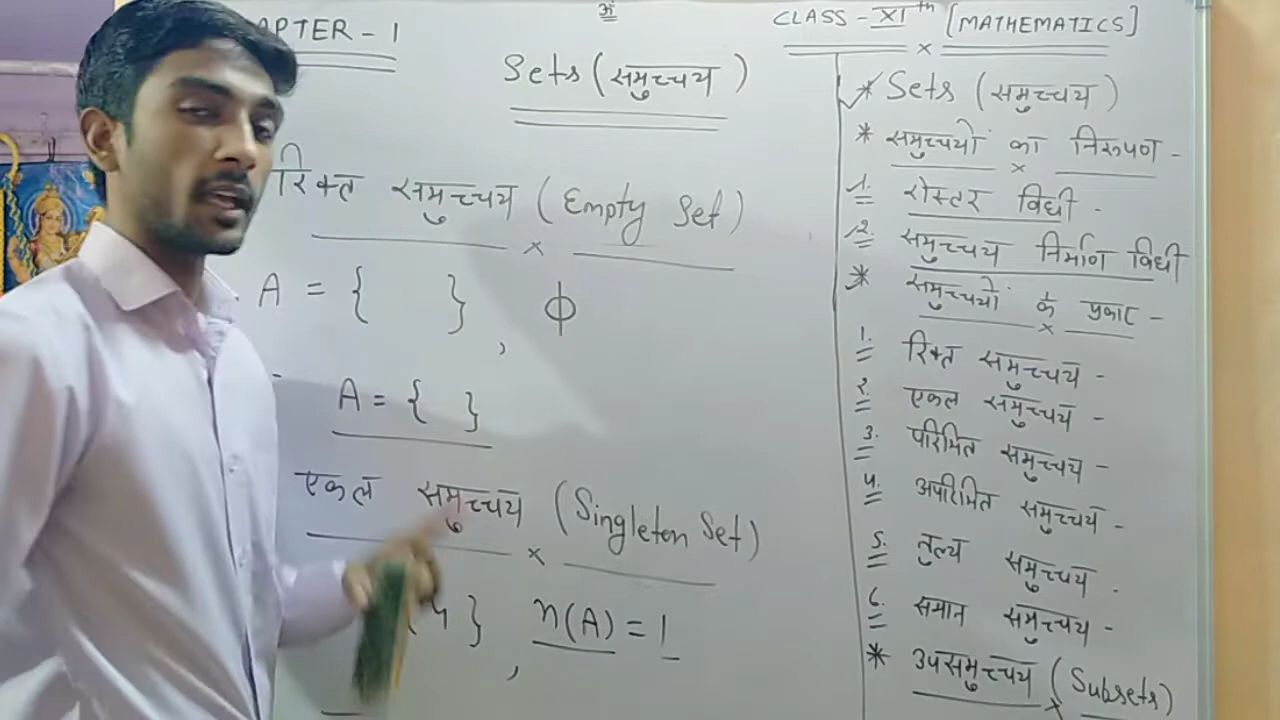 APTER - 1
ॐ
CLASS - XIth [MATHEMATICS]
Sets (समुच्चय)
रिक्त समुच्चय (Empty Set)
A = { } , ϕ
A = { }
एकल समुच्चय (Singleton Set)
{ 4 } , n(A) = 1
* Sets (समुच्चय)
* समुच्चयों का निरूपण -
1. रोस्टर विधी -
2. समुच्चय निर्माण विधी
* समुच्चयों के प्रकार -
1. रिक्त समुच्चय -
२. एकल समुच्चय -
3. परिमित समुच्चय -
4. अपरिमित समुच्चय -
5. तुल्य समुच्चय -
6. समान समुच्चय -
* उपसमुच्चय (Subsets)